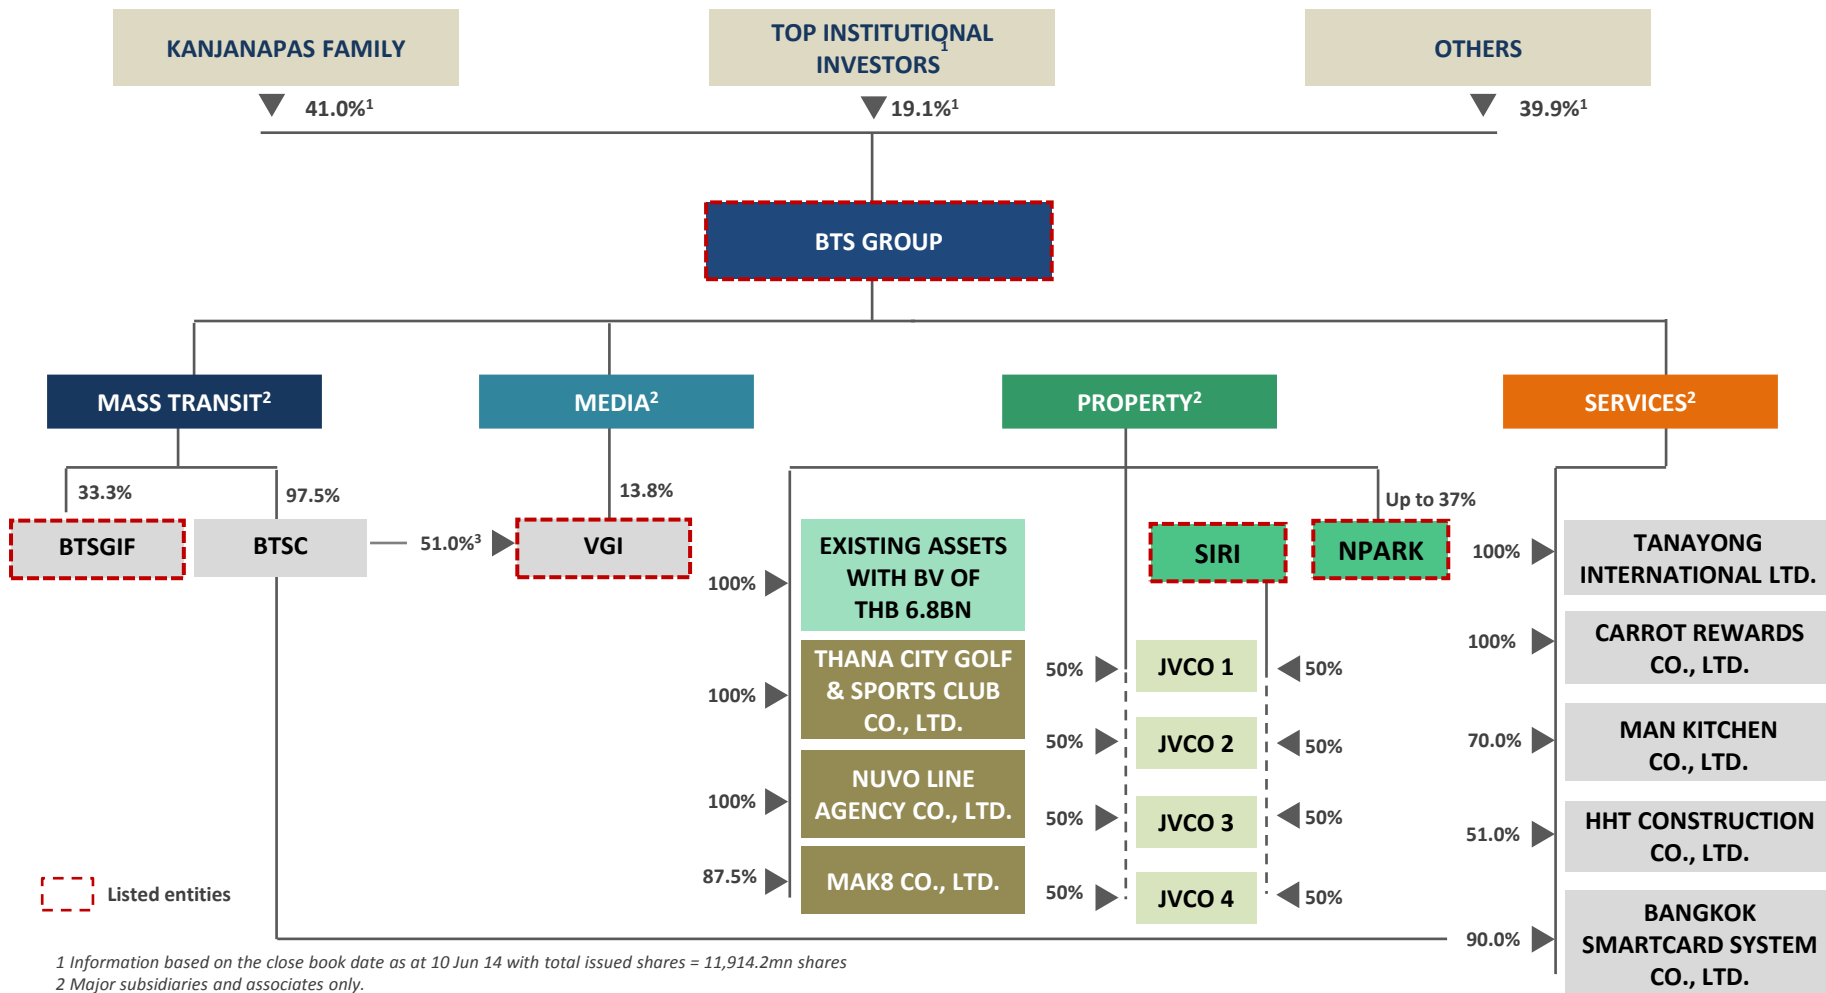 KANJANAPAS FAMILY
TOP INSTITUTIONAL
INVESTORS1
OTHERS
41.0%1
19.1%1
39.9%1
BTS GROUP
MASS TRANSIT2
MEDIA2
PROPERTY2
SERVICES2
33.3%
97.5%
13.8%
Up to 37%
BTSGIF
BTSC
51.0%3
VGI
100%
EXISTING ASSETS
WITH BV OF
THB 6.8BN
SIRI
NPARK
100%
TANAYONG
INTERNATIONAL LTD.
100%
THANA CITY GOLF
& SPORTS CLUB
CO., LTD.
50%
JVCO 1
50%
100%
CARROT REWARDS
CO., LTD.
50%
JVCO 2
50%
70.0%
MAN KITCHEN
CO., LTD.
100%
NUVO LINE
AGENCY CO., LTD.
50%
JVCO 3
50%
51.0%
HHT CONSTRUCTION
CO., LTD.
87.5%
MAK8 CO., LTD.
50%
JVCO 4
50%
90.0%
BANGKOK
SMARTCARD SYSTEM
CO., LTD.
Listed entities
1 Information based on the close book date as at 10 Jun 14 with total issued shares = 11,914.2mn shares
2 Major subsidiaries and associates only.